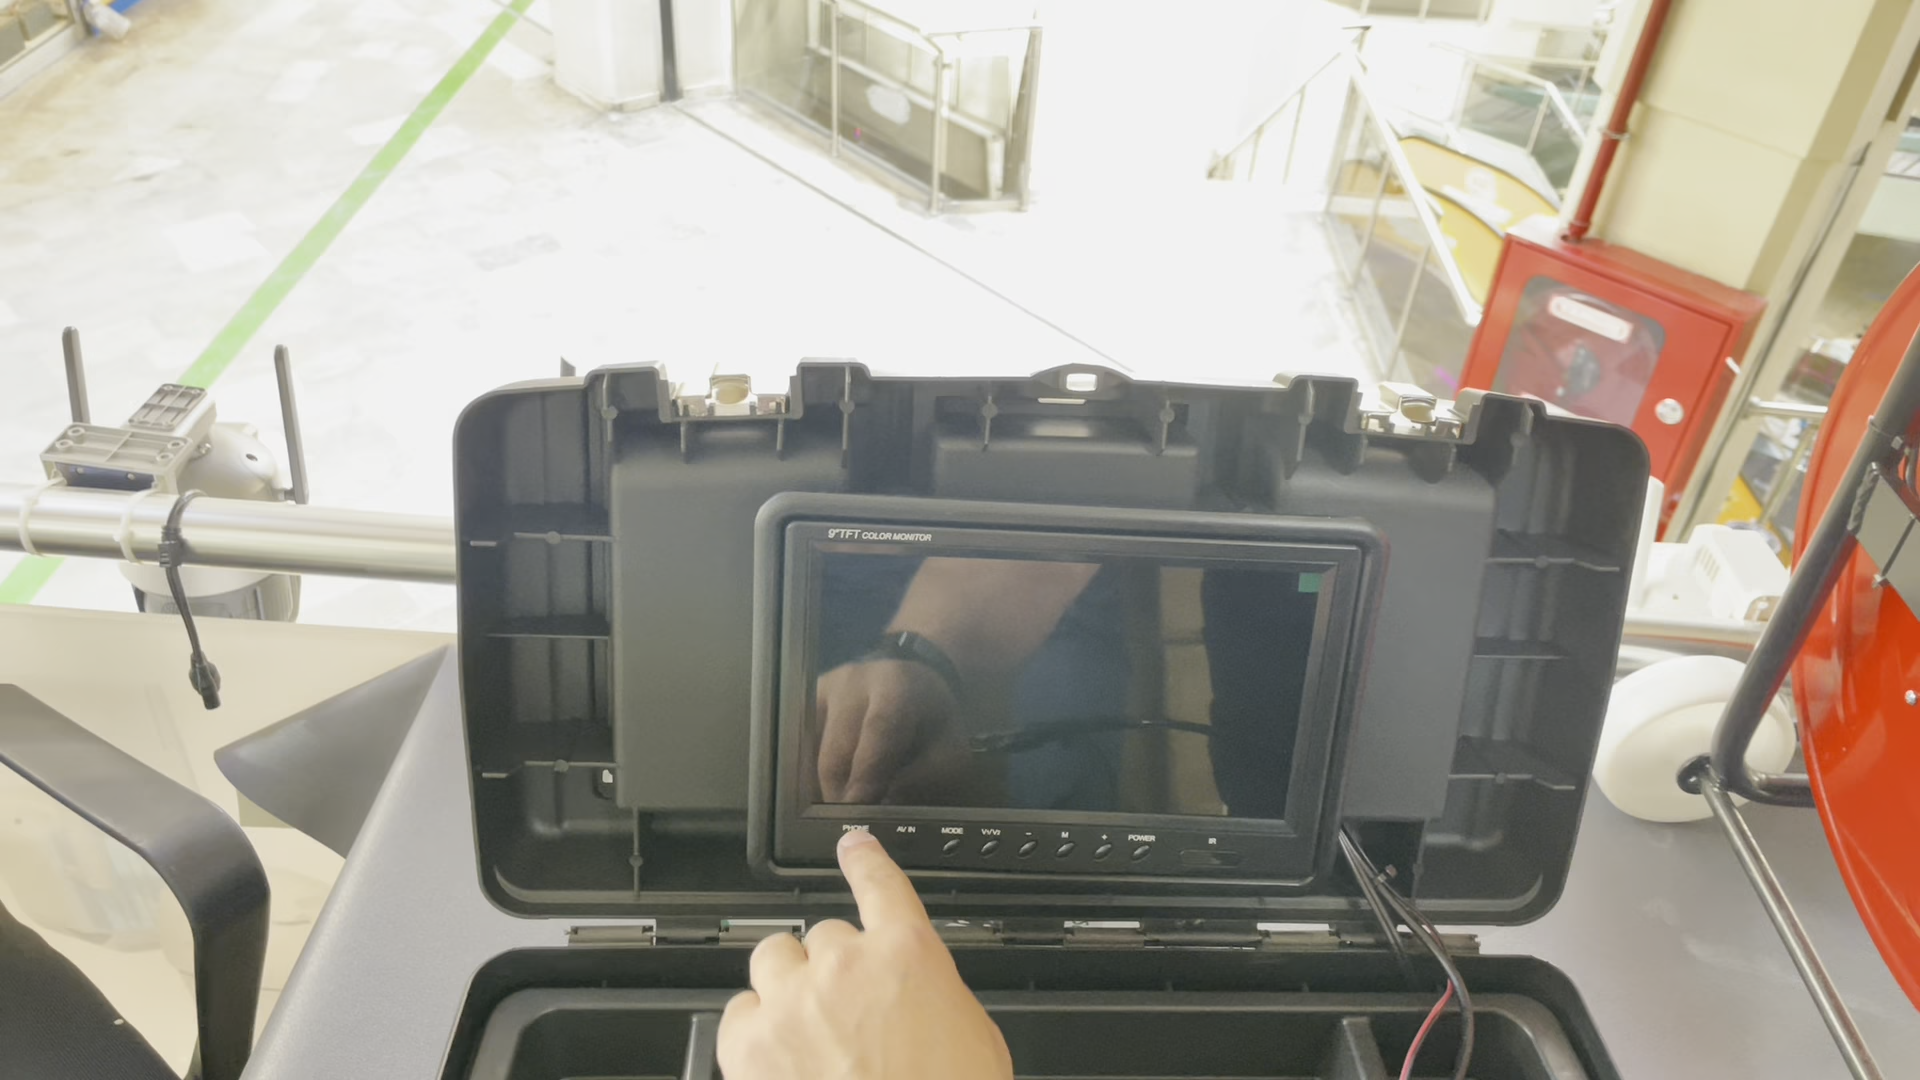 9" TFT COLOR MONITOR
PHONE AV IN MODE V1/V2 − M + POWER IR